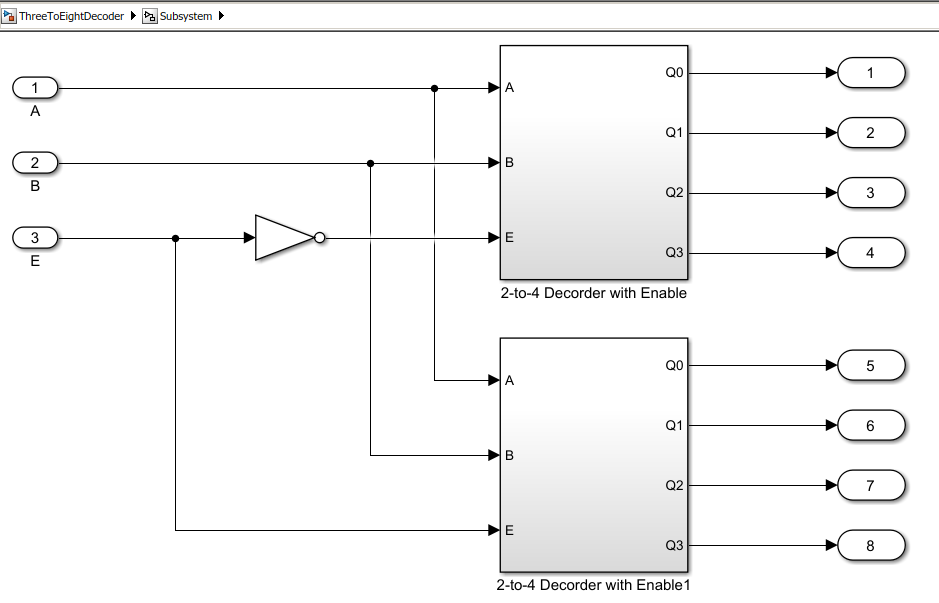 ThreeToEightDecoder Subsystem
1
A
2
B
3
E
A
B
E
Q0
Q1
Q2
Q3
1
2
3
4
2-to-4 Decorder with Enable
A
B
E
Q0
Q1
Q2
Q3
5
6
7
8
2-to-4 Decorder with Enable1